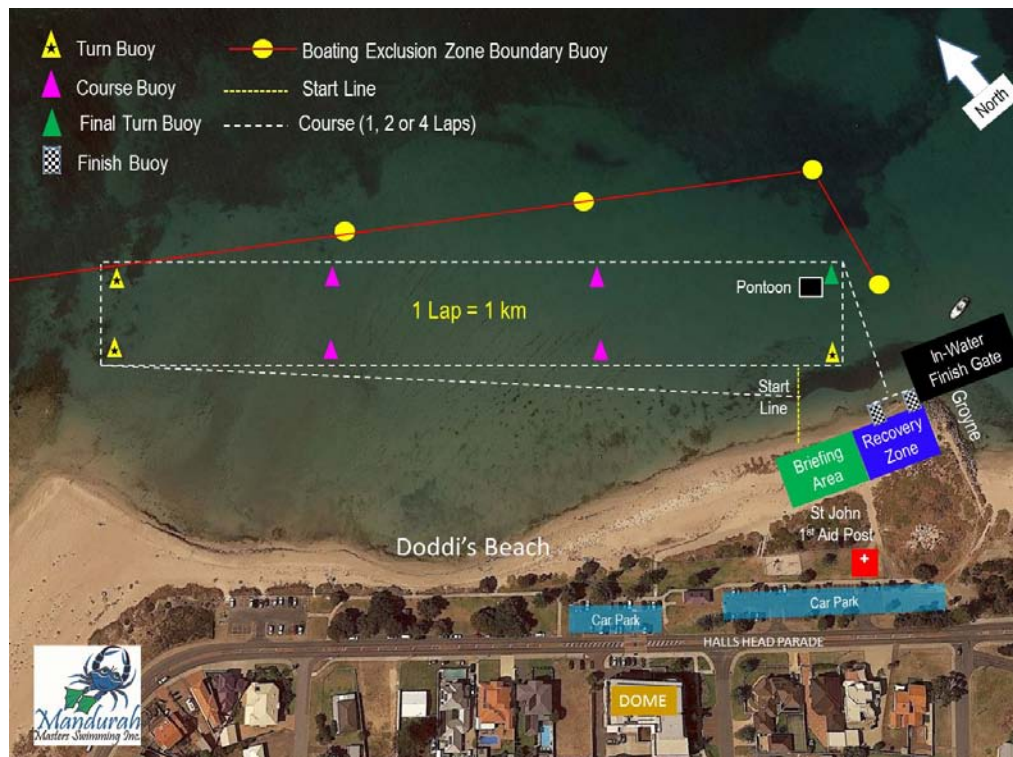 Turn Buoy
Boating Exclusion Zone Boundary Buoy
Course Buoy
Start Line
Final Turn Buoy
Course (1, 2 or 4 Laps)
Finish Buoy
North
Pontoon
1 Lap = 1 km
In-Water
Finish Gate
Start
Line
Groyne
Recovery
Zone
Briefing
Area
St John
1st Aid Post
Doddi's Beach
Car Park
Car Park
HALLS HEAD PARADE
DOME
Mandurah
Masters Swimming Inc.